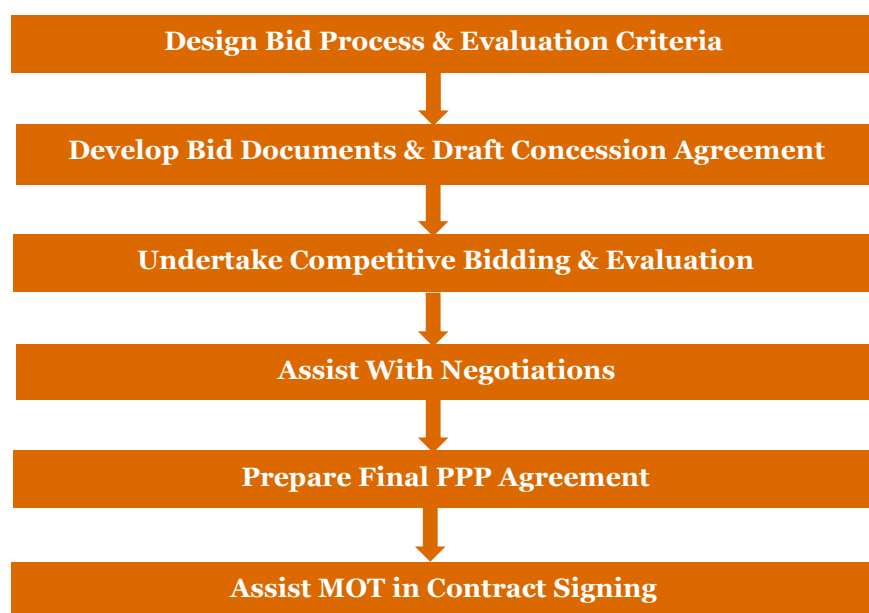 Design Bid Process & Evaluation Criteria
Develop Bid Documents & Draft Concession Agreement
Undertake Competitive Bidding & Evaluation
Assist With Negotiations
Prepare Final PPP Agreement
Assist MOT in Contract Signing